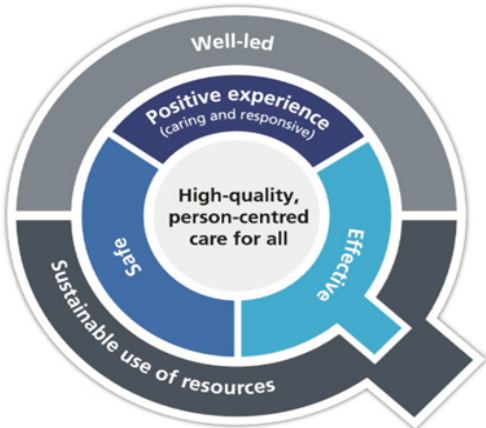 Well-led
Positive experience
(caring and responsive)
High-quality,
person-centred
care for all
Safe
Effective
Sustainable use of resources